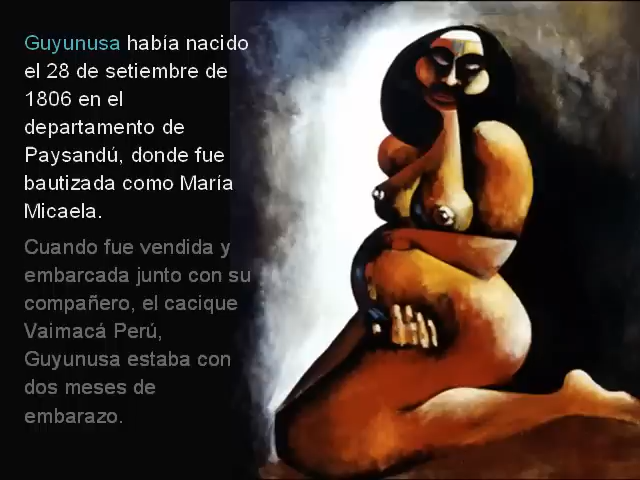 Guyunusa había nacido
el 28 de setiembre de
1806 en el
departamento de
Paysandú, donde fue
bautizada como María
Micaela.
Cuando fue vendida y
embarcada junto con su
compañero, el cacique
Vaimacá Perú,
Guyunusa estaba con
dos meses de
embarazo.